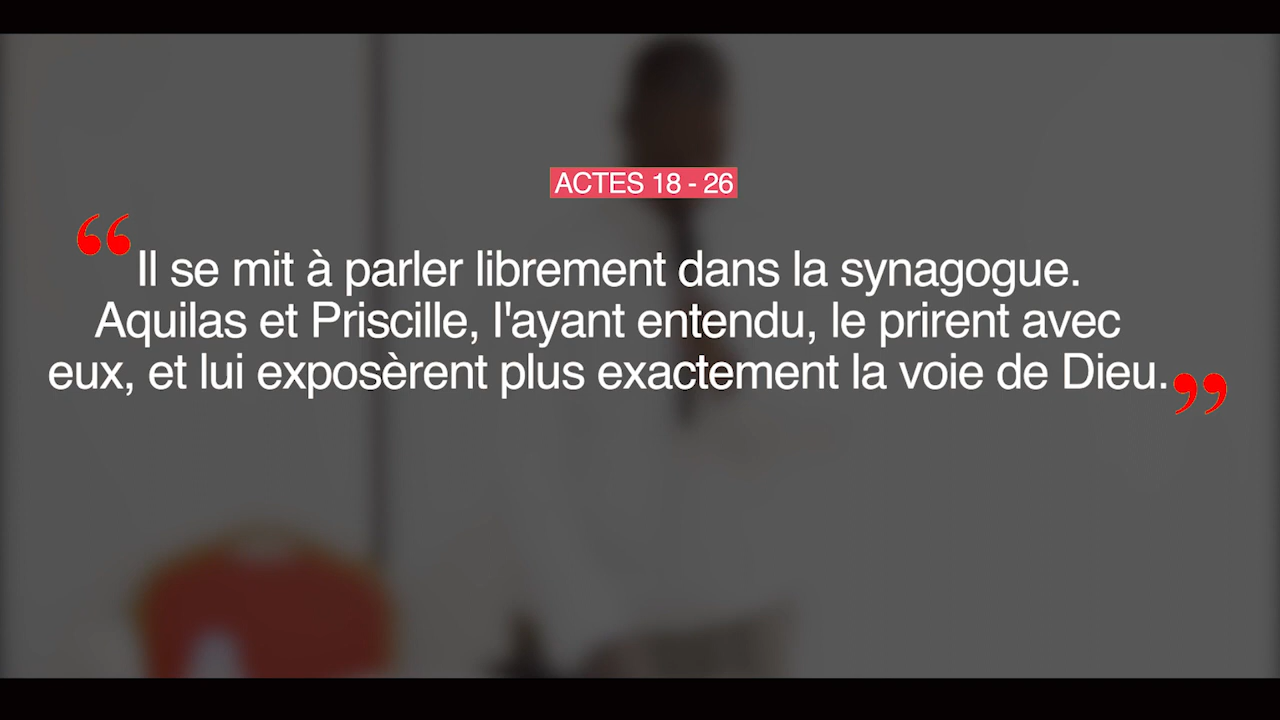 ACTES 18 - 26
“Il se mit à parler librement dans la synagogue.
Aquilas et Priscille, l'ayant entendu, le prirent avec
eux, et lui exposèrent plus exactement la voie de Dieu.”